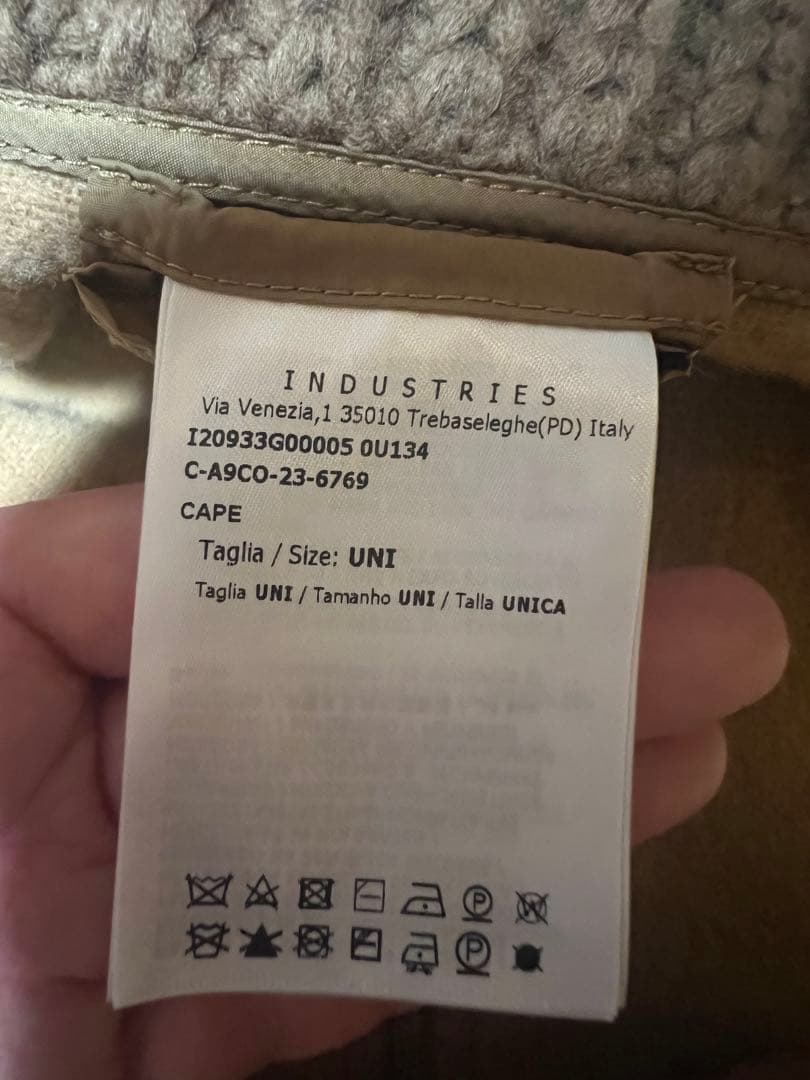 INDUSTRIES
Via Venezia,1 35010 Trebaseleghe(PD) Italy
I20933G00005 0U134
C-A9CO-23-6769
CAPE
Taglia / Size: UNI
Taglia UNI / Tamanho UNI / Talla UNICA
P
W
P